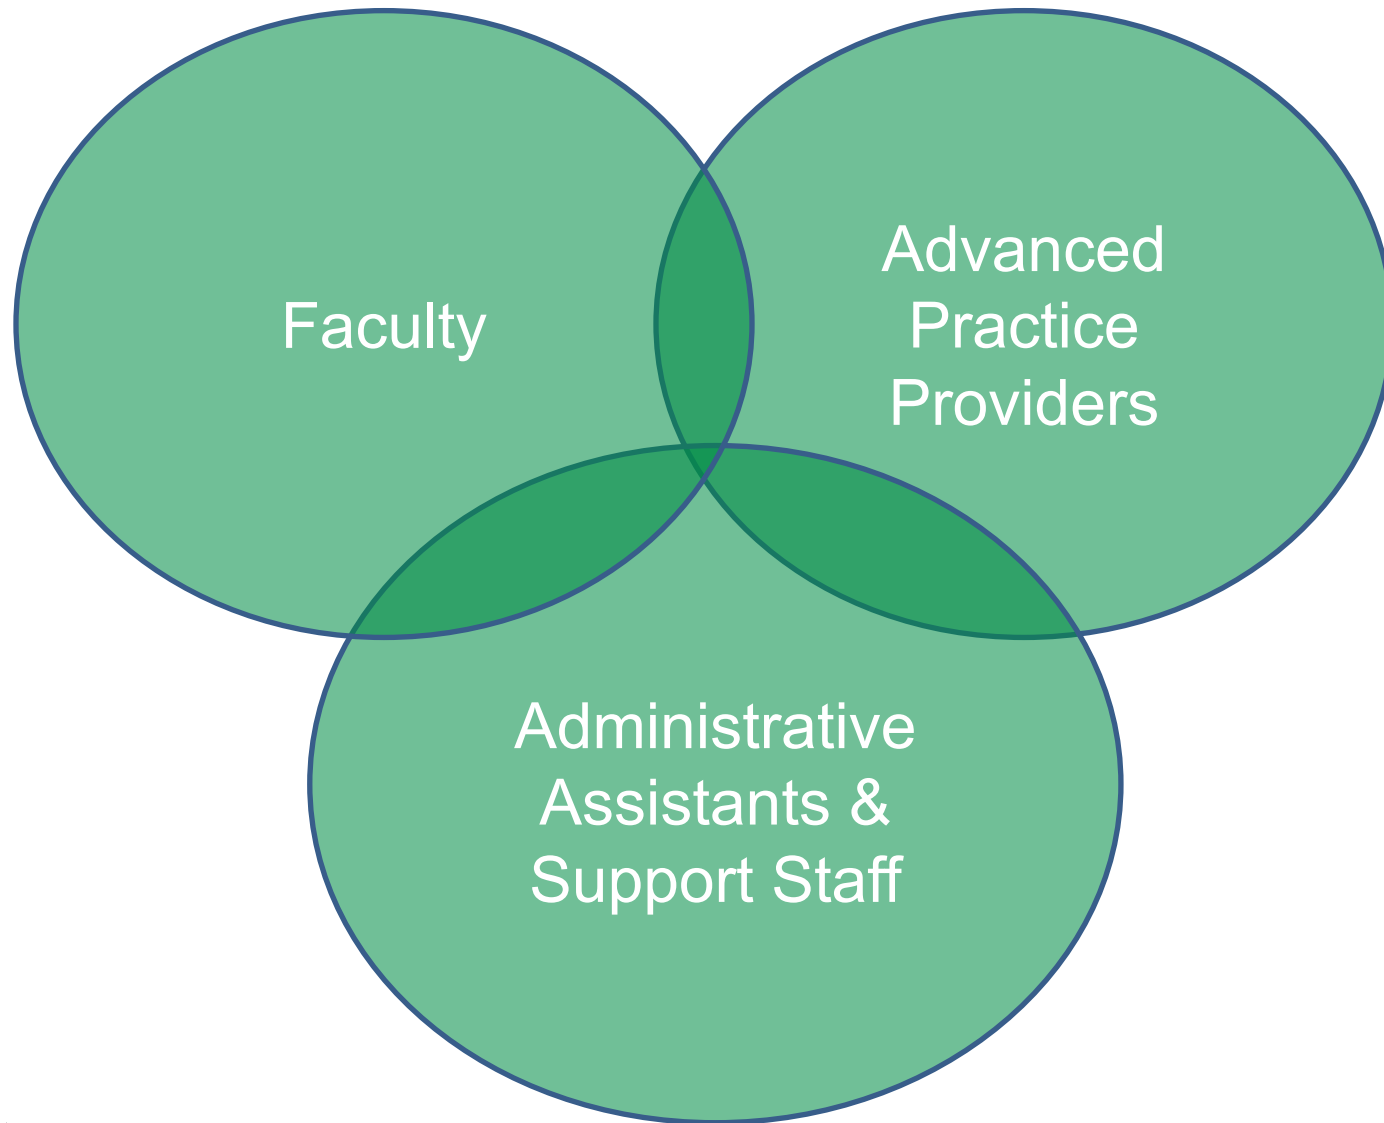 Faculty
Advanced
Practice
Providers
Administrative
Assistants &
Support Staff